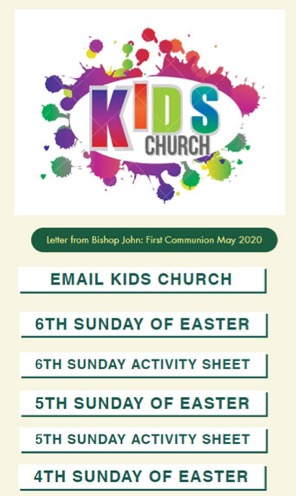 KIDS
CHURCH
Letter from Bishop John: First Communion May 2020
EMAIL KIDS CHURCH
6TH SUNDAY OF EASTER
6TH SUNDAY ACTIVITY SHEET
5TH SUNDAY OF EASTER
5TH SUNDAY ACTIVITY SHEET
4TH SUNDAY OF EASTER